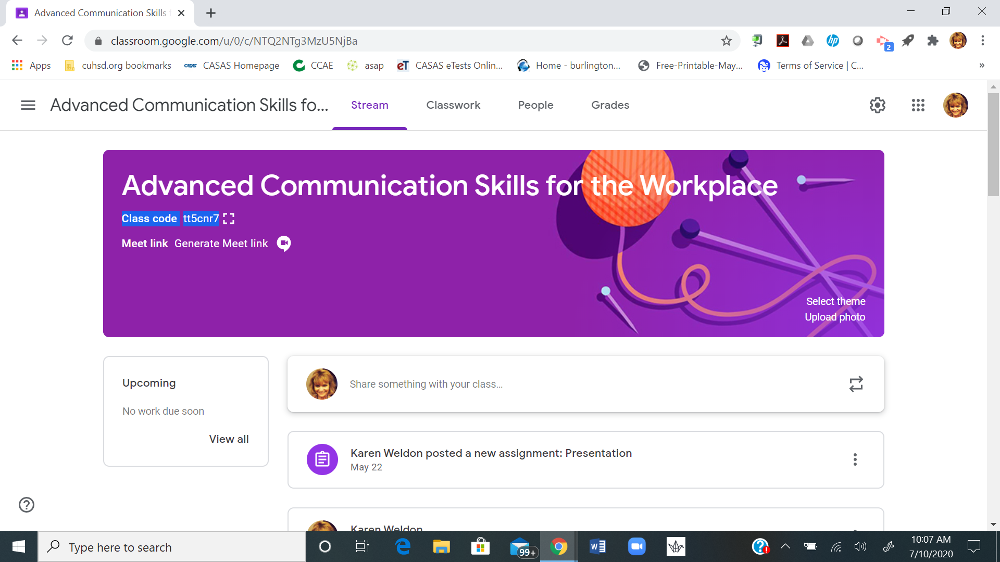 Advanced Communication Skills f
classroom.google.com/u/0/c/NTQ2NTg3MzU5NjBa
2
Apps
cuhsd.org bookmarks
CASAS Homepage
CCAE
asap
eT CASAS eTests Onlin...
Home - burlington...
Free-Printable-May...
Terms of Service | C...
»
Advanced Communication Skills fo...
Stream
Classwork
People
Grades
Advanced Communication Skills for the Workplace
Class code tt5cnr7
Meet link Generate Meet link
Select theme
Upload photo
Upcoming
No work due soon
View all
Share something with your class...
Karen Weldon posted a new assignment: Presentation
May 22
Karen Weldon
Type here to search
99+
10:07 AM
7/10/2020